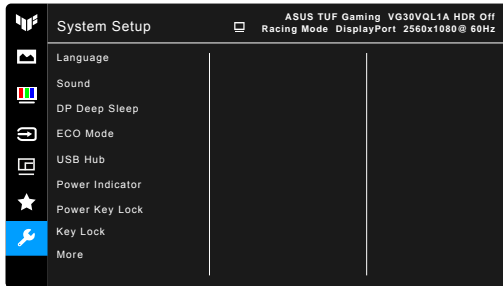 System Setup
ASUS TUF Gaming VG30VQL1A HDR Off
Racing Mode DisplayPort 2560x1080@ 60Hz
Language
Sound
DP Deep Sleep
ECO Mode
USB Hub
Power Indicator
Power Key Lock
Key Lock
More